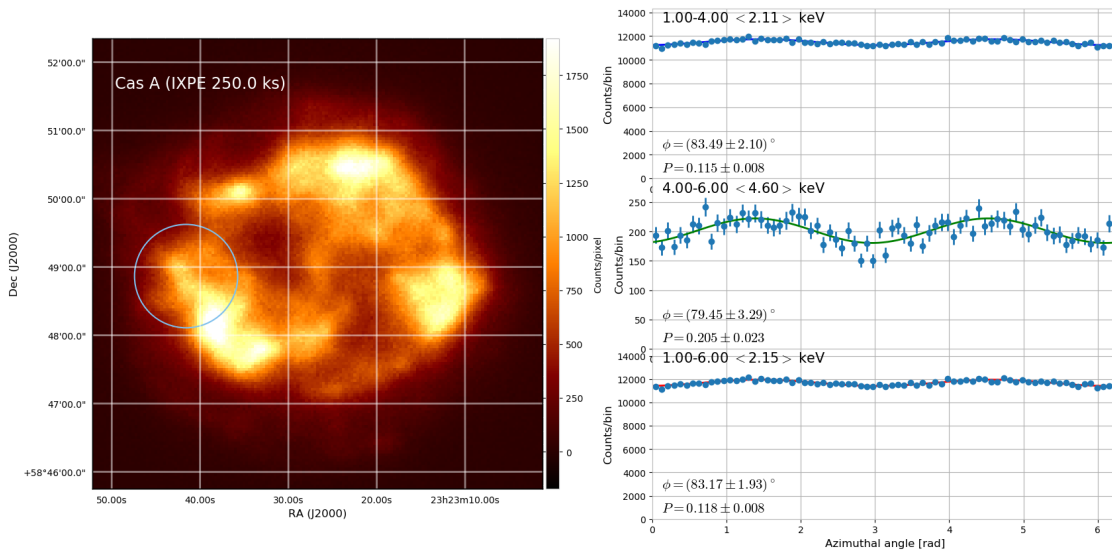 Cas A (IXPE 250.0 ks)
52'00.0"
51'00.0"
50'00.0"
49'00.0"
48'00.0"
47'00.0"
+58°46'00.0"
Dec (J2000)
50.00s 40.00s 30.00s 20.00s 23h23m10.00s
RA (J2000)
1750
1500
1250
1000
750
500
250
0
Counts/pixel
1.00-4.00 < 2.11 > keV
14000
12000
10000
8000
6000
4000
2000
0
Counts/bin
ϕ = (83.49 ± 2.10)°
P = 0.115 ± 0.008
4.00-6.00 < 4.60 > keV
250
200
150
100
50
0
Counts/bin
ϕ = (79.45 ± 3.29)°
P = 0.205 ± 0.023
1.00-6.00 < 2.15 > keV
14000
12000
10000
8000
6000
4000
2000
0
Counts/bin
ϕ = (83.17 ± 1.93)°
P = 0.118 ± 0.008
0 1 2 3 4 5 6
Azimuthal angle [rad]